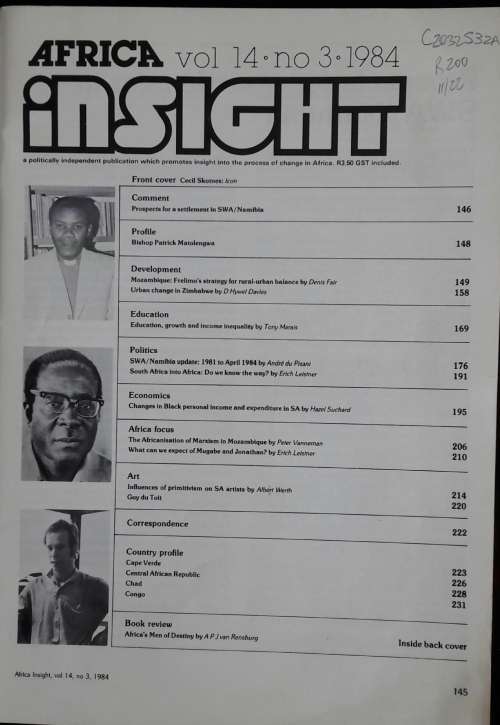 AFRICA vol 14·no 3·1984
C2032S32A
R200
11/22
INSIGHT
a politically independent publication which promotes insight into the process of change in Africa. R3,50 GST included.
Front cover Cecil Skotnes: Icon
Comment
Prospects for a settlement in SWA/Namibia 146
Profile
Bishop Patrick Matolengwe 148
Development
Mozambique: Frelimo's strategy for rural-urban balance by Denis Fair 149
Urban change in Zimbabwe by D Hywel Davies 158
Education
Education, growth and income inequality by Tony Marais 169
Politics
SWA/Namibia update: 1981 to April 1984 by André du Pisani 176
South Africa into Africa: Do we know the way? by Erich Leistner 191
Economics
Changes in Black personal income and expenditure in SA by Hazel Suchard 195
Africa focus
The Africanisation of Marxism in Mozambique by Peter Vanneman 206
What can we expect of Mugabe and Jonathan? by Erich Leistner 210
Art
Influences of primitivism on SA artists by Albert Werth 214
Guy du Toit 220
Correspondence 222
Country profile
Cape Verde 223
Central African Republic 226
Chad 228
Congo 231
Book review
Africa's Men of Destiny by A P J van Rensburg Inside back cover
Africa Insight, vol 14, no 3, 1984
145